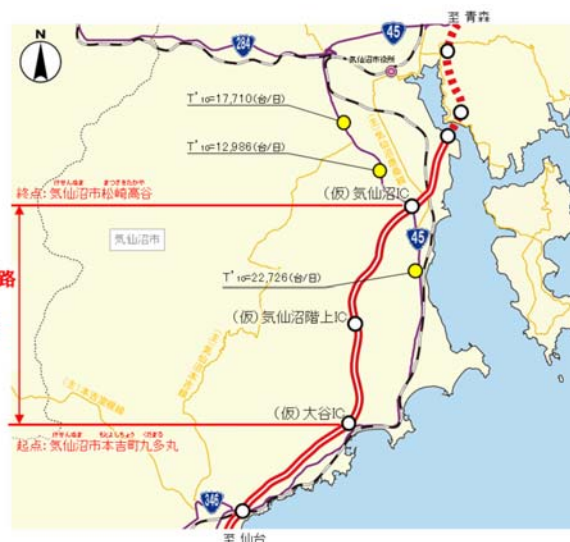 至 青森
N
284
45
気仙沼市役所
T'10=17,710(台/日)
T'10=12,986(台/日)
けせんぬま まつざきたかや
終点:気仙沼市松崎高谷
(仮)気仙沼IC
気仙沼市
45
路
T'10=22,726(台/日)
(仮)気仙沼階上IC
(仮)大谷IC
けせんぬま もとよしちょう くたまる
起点:気仙沼市本吉町九多丸
346
至 仙台